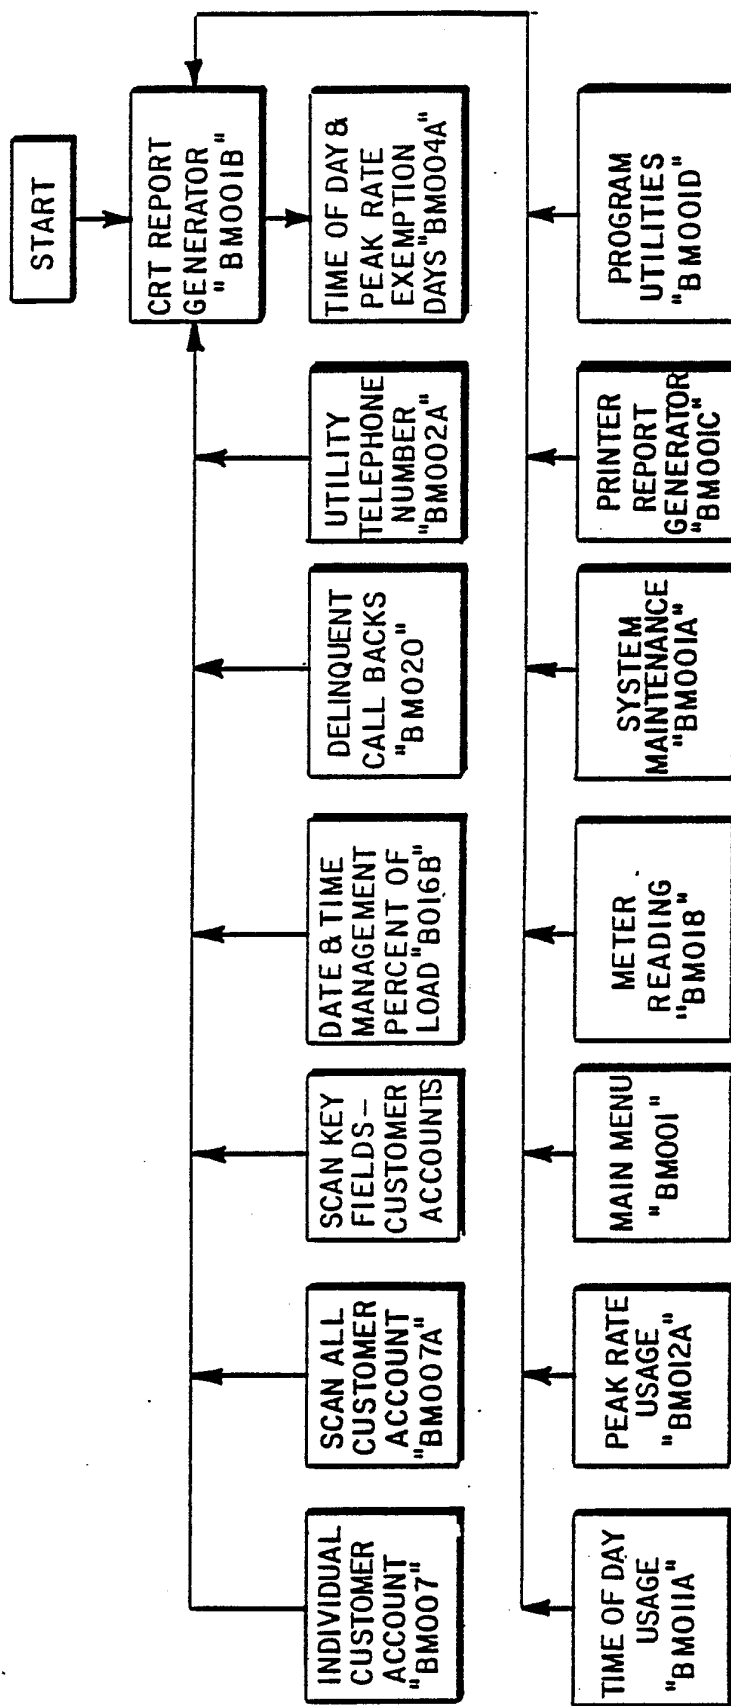 START
CRT REPORT
GENERATOR
"BM001B"
INDIVIDUAL
CUSTOMER
ACCOUNT
"BM007"
SCAN ALL
CUSTOMER
ACCOUNT
"BM007A"
SCAN KEY
FIELDS-
CUSTOMER
ACCOUNTS
DATE & TIME
MANAGEMENT
PERCENT OF
LOAD "B016B"
DELINQUENT
CALL BACKS
"BM020"
UTILITY
TELEPHONE
NUMBER
"BM002A"
TIME OF DAY &
PEAK RATE
EXEMPTION
DAYS "BM004A"
TIME OF DAY
USAGE
"BM011A"
PEAK RATE
USAGE
"BM012A"
MAIN MENU
"BM001"
METER
READING
"BM018"
SYSTEM
MAINTENANCE
"BM001A"
PRINTER
REPORT
GENERATOR
"BM001C"
PROGRAM
UTILITIES
"BM001D"